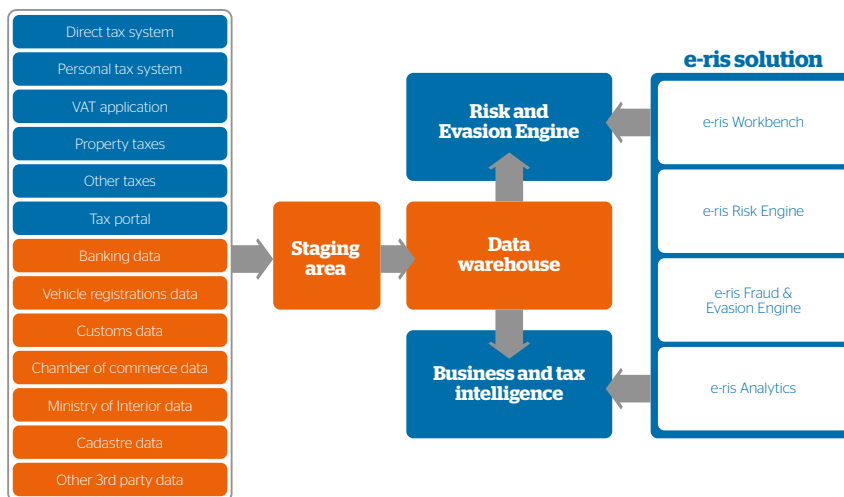 Direct tax system
Personal tax system
VAT application
Property taxes
Other taxes
Tax portal
Banking data
Vehicle registrations data
Customs data
Chamber of commerce data
Ministry of Interior data
Cadastre data
Other 3rd party data
Staging
area
Risk and
Evasion Engine
Data
warehouse
Business and tax
intelligence
e-ris solution
e-ris Workbench
e-ris Risk Engine
e-ris Fraud &
Evasion Engine
e-ris Analytics